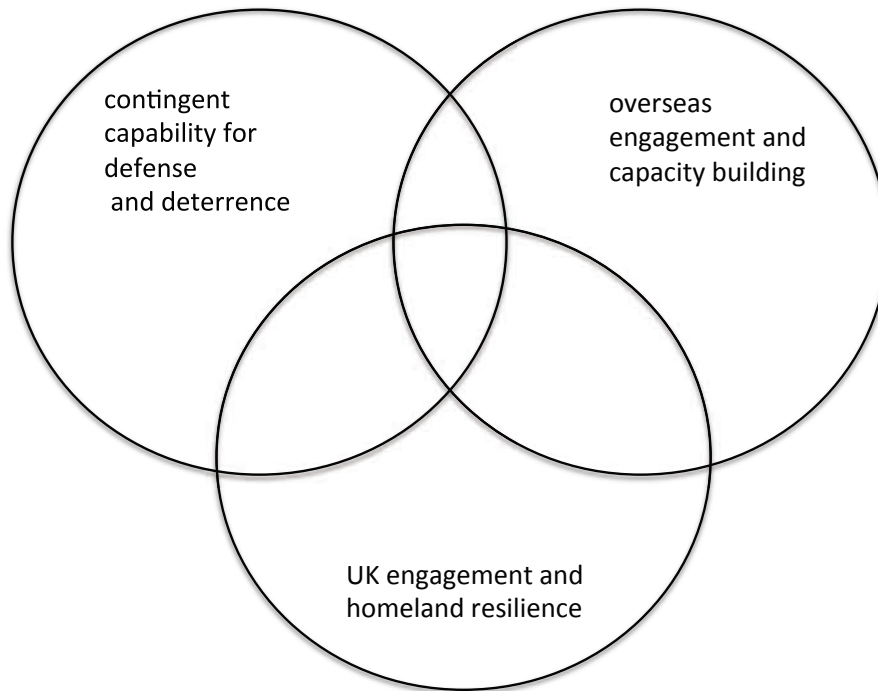 contingent
capability for
defense
and deterrence
overseas
engagement and
capacity building
UK engagement and
homeland resilience